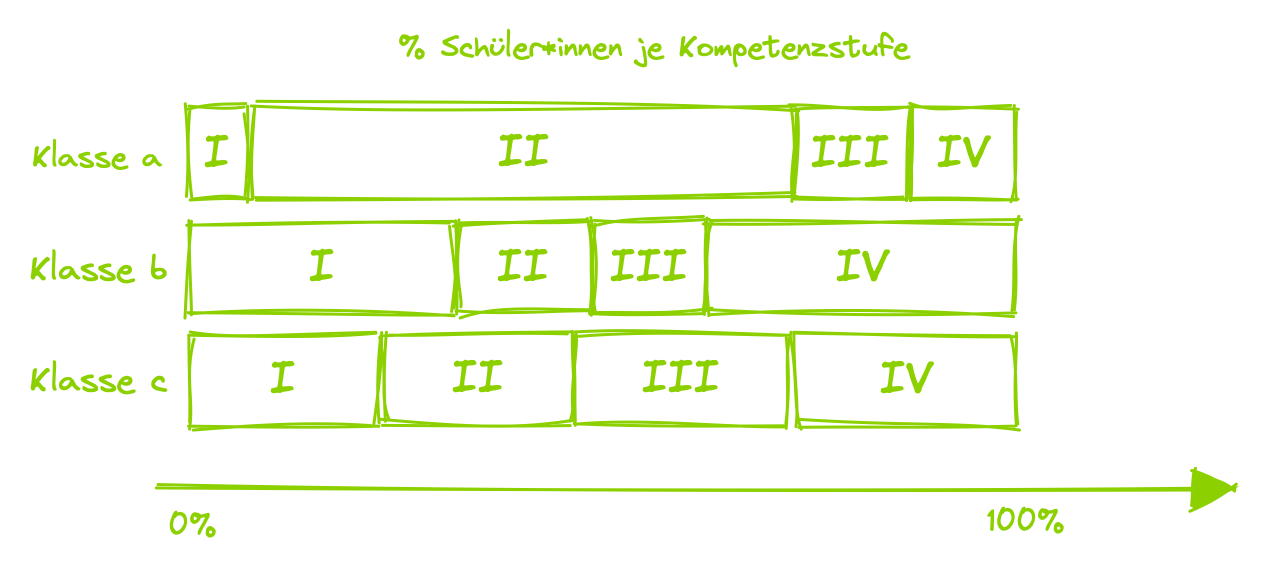 % Schüler*innen je Kompetenzstufe
Klasse a I II III IV
Klasse b I II III IV
Klasse c I II III IV
0% 100%